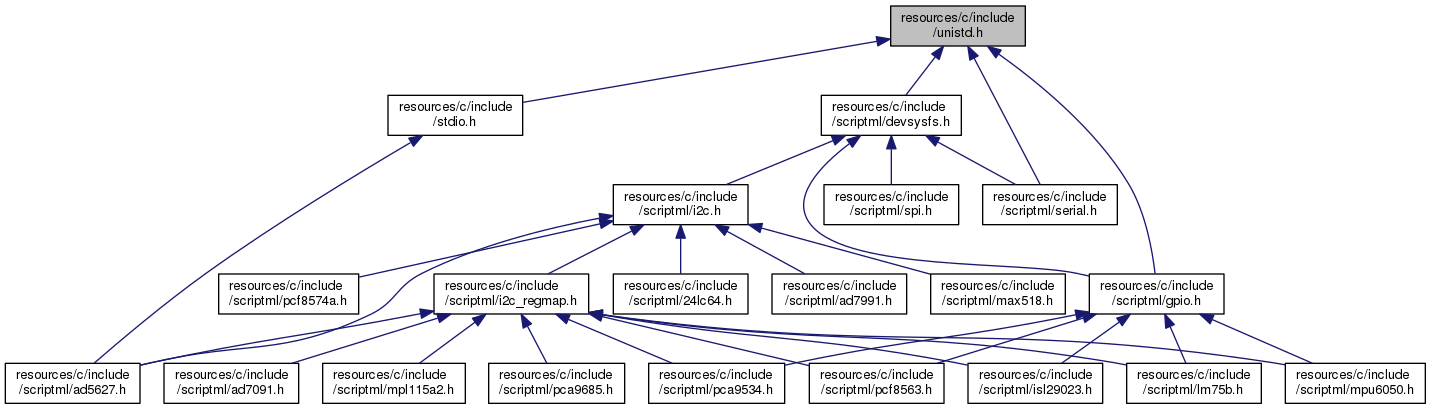 resources/c/include
/unistd.h
resources/c/include
/stdio.h
resources/c/include
/scriptml/devsysfs.h
resources/c/include
/scriptml/i2c.h
resources/c/include
/scriptml/spi.h
resources/c/include
/scriptml/serial.h
resources/c/include
/scriptml/pcf8574a.h
resources/c/include
/scriptml/i2c_regmap.h
resources/c/include
/scriptml/24lc64.h
resources/c/include
/scriptml/ad7991.h
resources/c/include
/scriptml/max518.h
resources/c/include
/scriptml/gpio.h
resources/c/include
/scriptml/ad5627.h
resources/c/include
/scriptml/ad7091.h
resources/c/include
/scriptml/mpl115a2.h
resources/c/include
/scriptml/pca9685.h
resources/c/include
/scriptml/pca9534.h
resources/c/include
/scriptml/pcf8563.h
resources/c/include
/scriptml/isl29023.h
resources/c/include
/scriptml/lm75b.h
resources/c/include
/scriptml/mpu6050.h